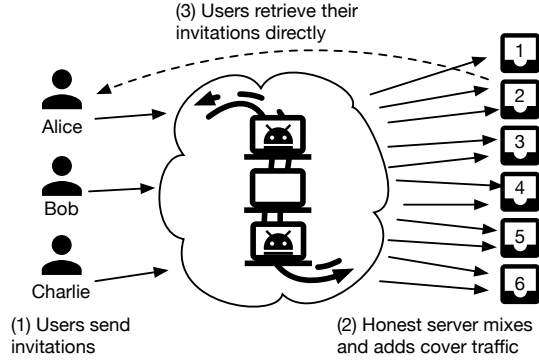 (3) Users retrieve their
invitations directly
Alice
Bob
Charlie
1
2
3
4
5
6
(1) Users send
invitations
(2) Honest server mixes
and adds cover traffic